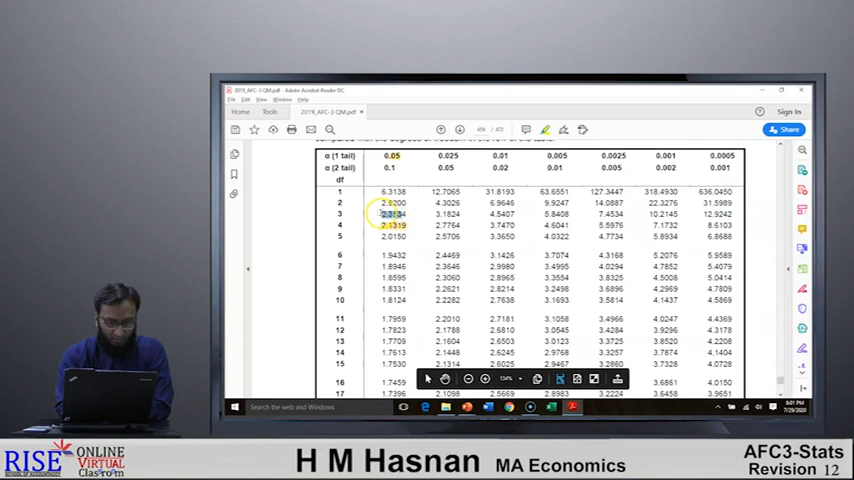 2019_AFC-3 QM.pdf - Adobe Acrobat Reader DC
File Edit View Window Help
Home Tools 2019_AFC-3 QM.pdf × Sign In
459 / 472 Share
α (1 tail) 0.05 0.025 0.01 0.005 0.0025 0.001 0.0005
α (2 tail) 0.1 0.05 0.02 0.01 0.005 0.002 0.001
df
1 6.3138 12.7065 31.8193 63.6551 127.3447 318.4930 636.0450
2 2.9200 4.3026 6.9646 9.9247 14.0887 22.3276 31.5989
3 3.1824 4.5407 5.8408 7.4534 10.2145 12.9242
4 2.1319 2.7764 3.7470 4.6041 5.5976 7.1732 8.6103
5 2.0150 2.5706 3.3650 4.0322 4.7734 5.8934 6.8688
6 1.9432 2.4469 3.1426 3.7074 4.3168 5.2076 5.9589
7 1.8946 2.3646 2.9980 3.4995 4.0294 4.7852 5.4079
8 1.8595 2.3060 2.8965 3.3554 3.8325 4.5008 5.0414
9 1.8331 2.2621 2.8214 3.2498 3.6896 4.2969 4.7809
10 1.8124 2.2282 2.7638 3.1693 3.5814 4.1437 4.5869
11 1.7959 2.2010 2.7181 3.1058 3.4966 4.0247 4.4369
12 1.7823 2.1788 2.6810 3.0545 3.4284 3.9296 4.3178
13 1.7709 2.1604 2.6503 3.0123 3.3725 3.8520 4.2208
14 1.7613 2.1448 2.6245 2.9768 3.3257 3.7874 4.1404
15 1.7530 2.1314 2.6025 2.9467 3.2860 3.7328 4.0728
16 1.7459 3.6861 4.0150
17 1.7396 2.1098 2.5669 2.8983 3.2224 3.6458 3.9651
134%
Search the Web and Windows
6:01 PM
7/29/2020
RISE
SCHOOL OF ACCOUNTANCY
ONLINE
VIRTUAL
Classroom
H M Hasnan MA Economics
AFC3-Stats
Revision 12